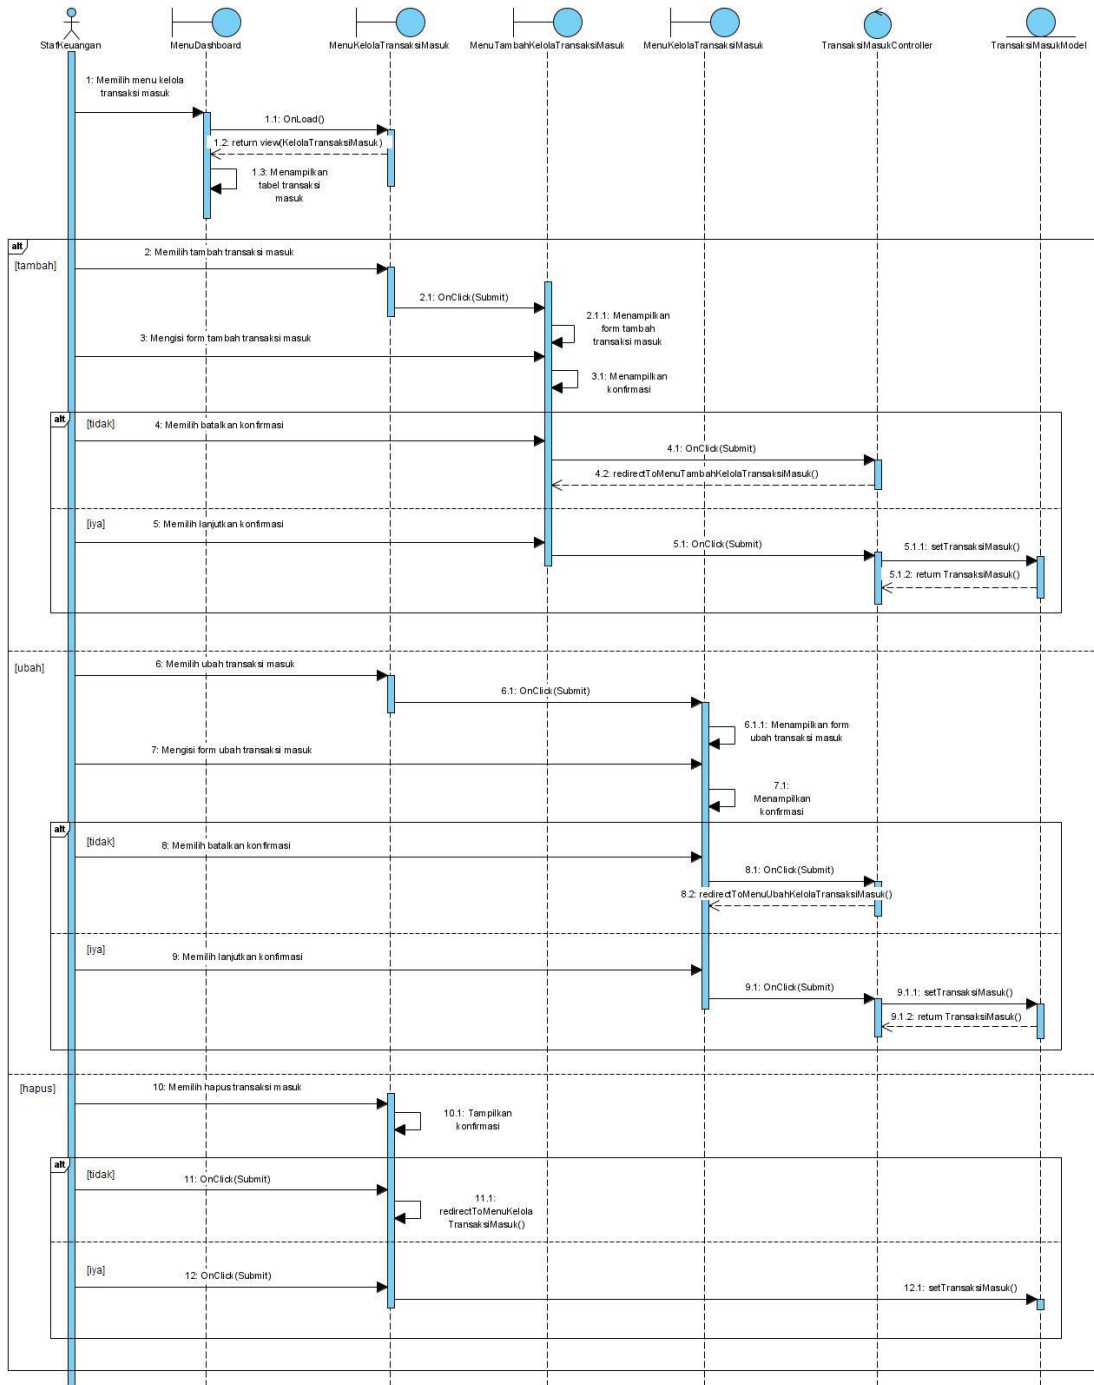 StafKeuangan
MenuDashboard
MenuKelolaTransaksiMasuk
MenuTambahKelolaTransaksiMasuk
MenuKelolaTransaksiMasuk
TransaksiMasukController
TransaksiMasukModel
1: Memilih menu kelola
transaksi masuk
1.1: OnLoad()
1.2: return view(KelolaTransaksiMasuk)
1.3: Menampilkan
tabel transaksi
masuk
alt
[tambah]
2: Memilih tambah transaksi masuk
2.1: OnClick(Submit)
2.1.1: Menampilkan
form tambah
transaksi masuk
3: Mengisi form tambah transaksi masuk
3.1: Menampilkan
konfirmasi
alt
[tidak]
4: Memilih batalkan konfirmasi
4.1: OnClick(Submit)
4.2: redirectToMenuTambahKelolaTransaksiMasuk()
[iya]
5: Memilih lanjutkan konfirmasi
5.1: OnClick(Submit)
5.1.1: setTransaksiMasuk()
5.1.2: return TransaksiMasuk()
[ubah]
6: Memilih ubah transaksi masuk
6.1: OnClick(Submit)
6.1.1: Menampilkan form
ubah transaksi masuk
7: Mengisi form ubah transaksi masuk
7.1:
Menampilkan
konfirmasi
alt
[tidak]
8: Memilih batalkan konfirmasi
8.1: OnClick(Submit)
8.2: redirectToMenuUbahKelolaTransaksiMasuk()
[iya]
9: Memilih lanjutkan konfirmasi
9.1: OnClick(Submit)
9.1.1: setTransaksiMasuk()
9.1.2: return TransaksiMasuk()
[hapus]
10: Memilih hapus transaksi masuk
10.1: Tampilkan
konfirmasi
alt
[tidak]
11: OnClick(Submit)
11.1:
redirectToMenuKelola
TransaksiMasuk()
[iya]
12: OnClick(Submit)
12.1: setTransaksiMasuk()